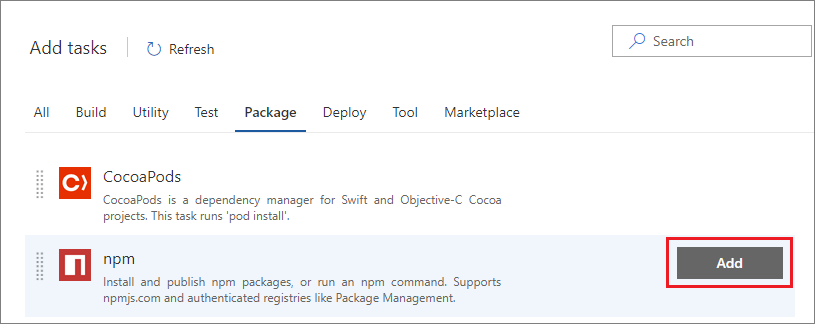 Add tasks
Refresh
Search
All Build Utility Test Package Deploy Tool Marketplace
CocoaPods
CocoaPods is a dependency manager for Swift and Objective-C Cocoa
projects. This task runs 'pod install'.
npm
Add
Install and publish npm packages, or run an npm command. Supports
npmjs.com and authenticated registries like Package Management.